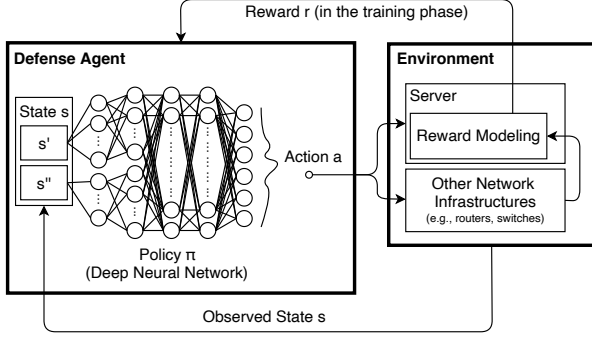 Reward r (in the training phase)
Defense Agent
State s
s'
s"
Action a
Policy π
(Deep Neural Network)
Environment
Server
Reward Modeling
Other Network
Infrastructures
(e.g., routers, switches)
Observed State s